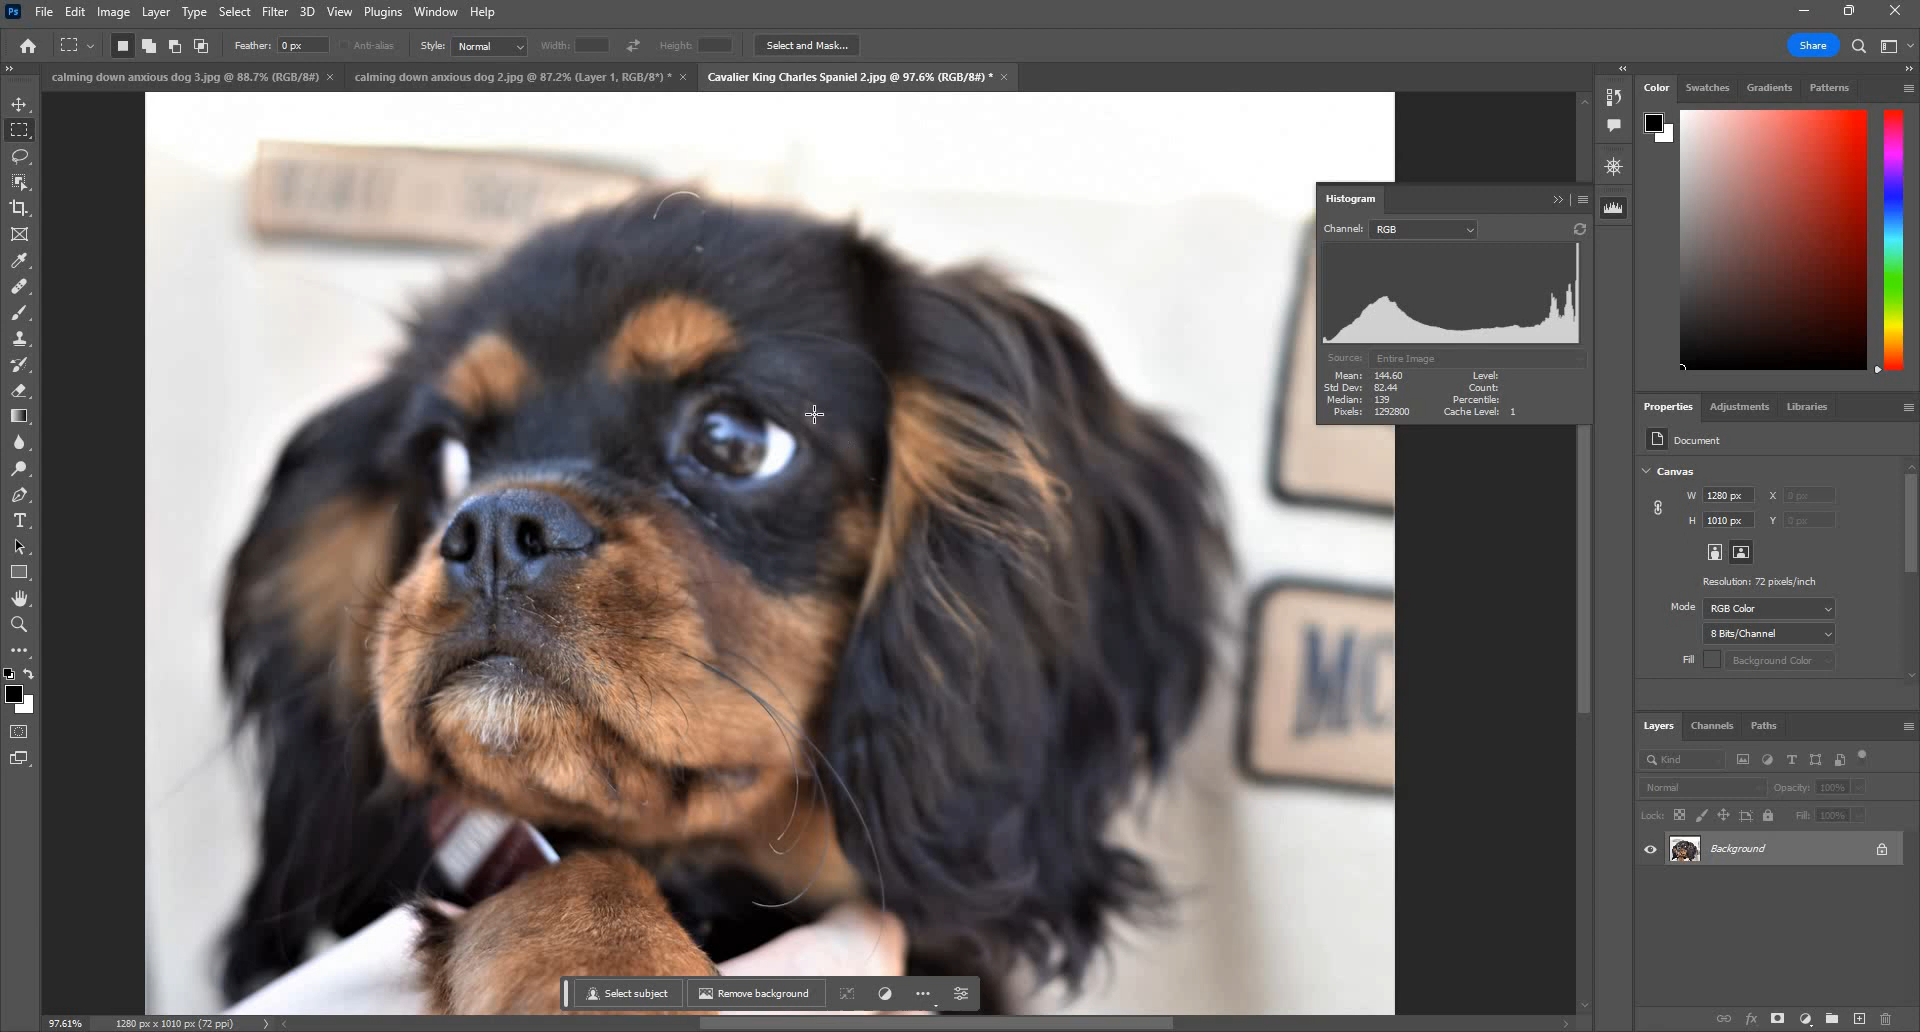 Ps File Edit Image Layer Type Select Filter 3D View Plugins Window Help
Feather: 0 px Anti-alias Style: Normal Width: Height: Select and Mask... Share
calming down anxious dog 3.jpg @ 88.7% (RGB/8#) × calming down anxious dog 2.jpg @ 87.2% (Layer 1, RGB/8*) * × Cavalier King Charles Spaniel 2.jpg @ 97.6% (RGB/8#) * ×
Color Swatches Gradients Patterns
Histogram
Channel: RGB
Source: Entire Image
Mean: 144.60 Level:
Std Dev: 82.44 Count:
Median: 139 Percentile:
Pixels: 1292800 Cache Level: 1
Properties Adjustments Libraries
Document
Canvas
W 1280 px X 0 px
H 1010 px Y 0 px
Resolution: 72 pixels/inch
Mode RGB Color
8 Bits/Channel
Fill Background Color
MC
Layers Channels Paths
Kind
Normal Opacity: 100%
Lock: Fill: 100%
Background
Select subject Remove background
97.61% 1280 px x 1010 px (72 ppi)